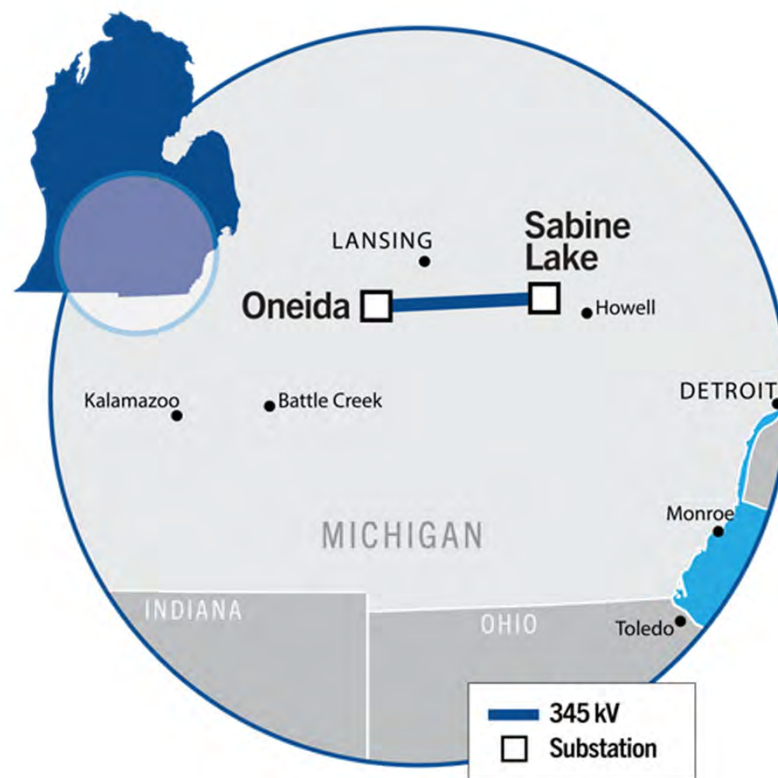 LANSING
Sabine
Lake
Oneida
Howell
Kalamazoo
Battle Creek
DETROIT
Monroe
MICHIGAN
INDIANA
OHIO
Toledo
345 kV
Substation